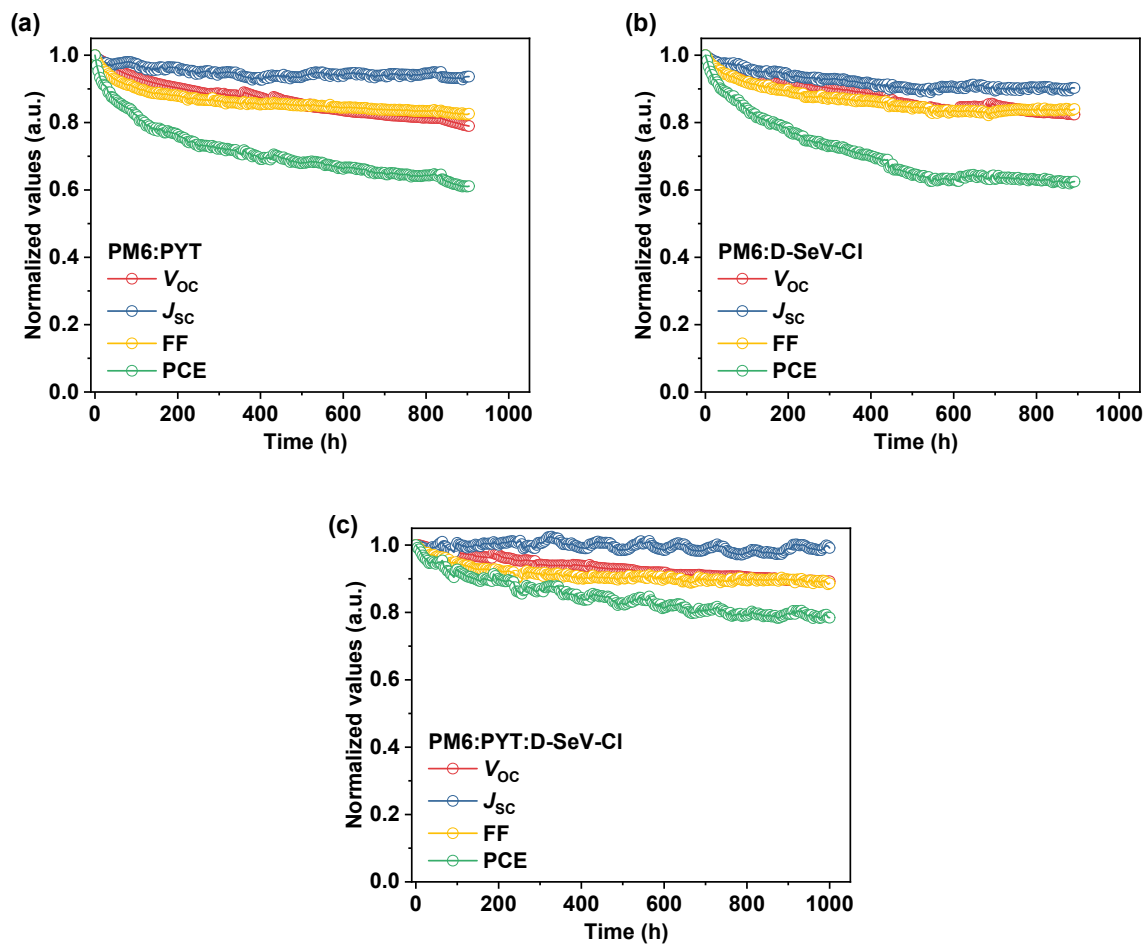 (a)
1.0
0.8
0.6
0.4
0.2
0.0
Normalized values (a.u.)
PM6:PYT
VOC
JSC
FF
PCE
0 200 400 600 800 1000
Time (h)
(b)
1.0
0.8
0.6
0.4
0.2
0.0
Normalized values (a.u.)
PM6:D-SeV-Cl
VOC
JSC
FF
PCE
0 200 400 600 800 1000
Time (h)
(c)
1.0
0.8
0.6
0.4
0.2
0.0
Normalized values (a.u.)
PM6:PYT:D-SeV-Cl
VOC
JSC
FF
PCE
0 200 400 600 800 1000
Time (h)